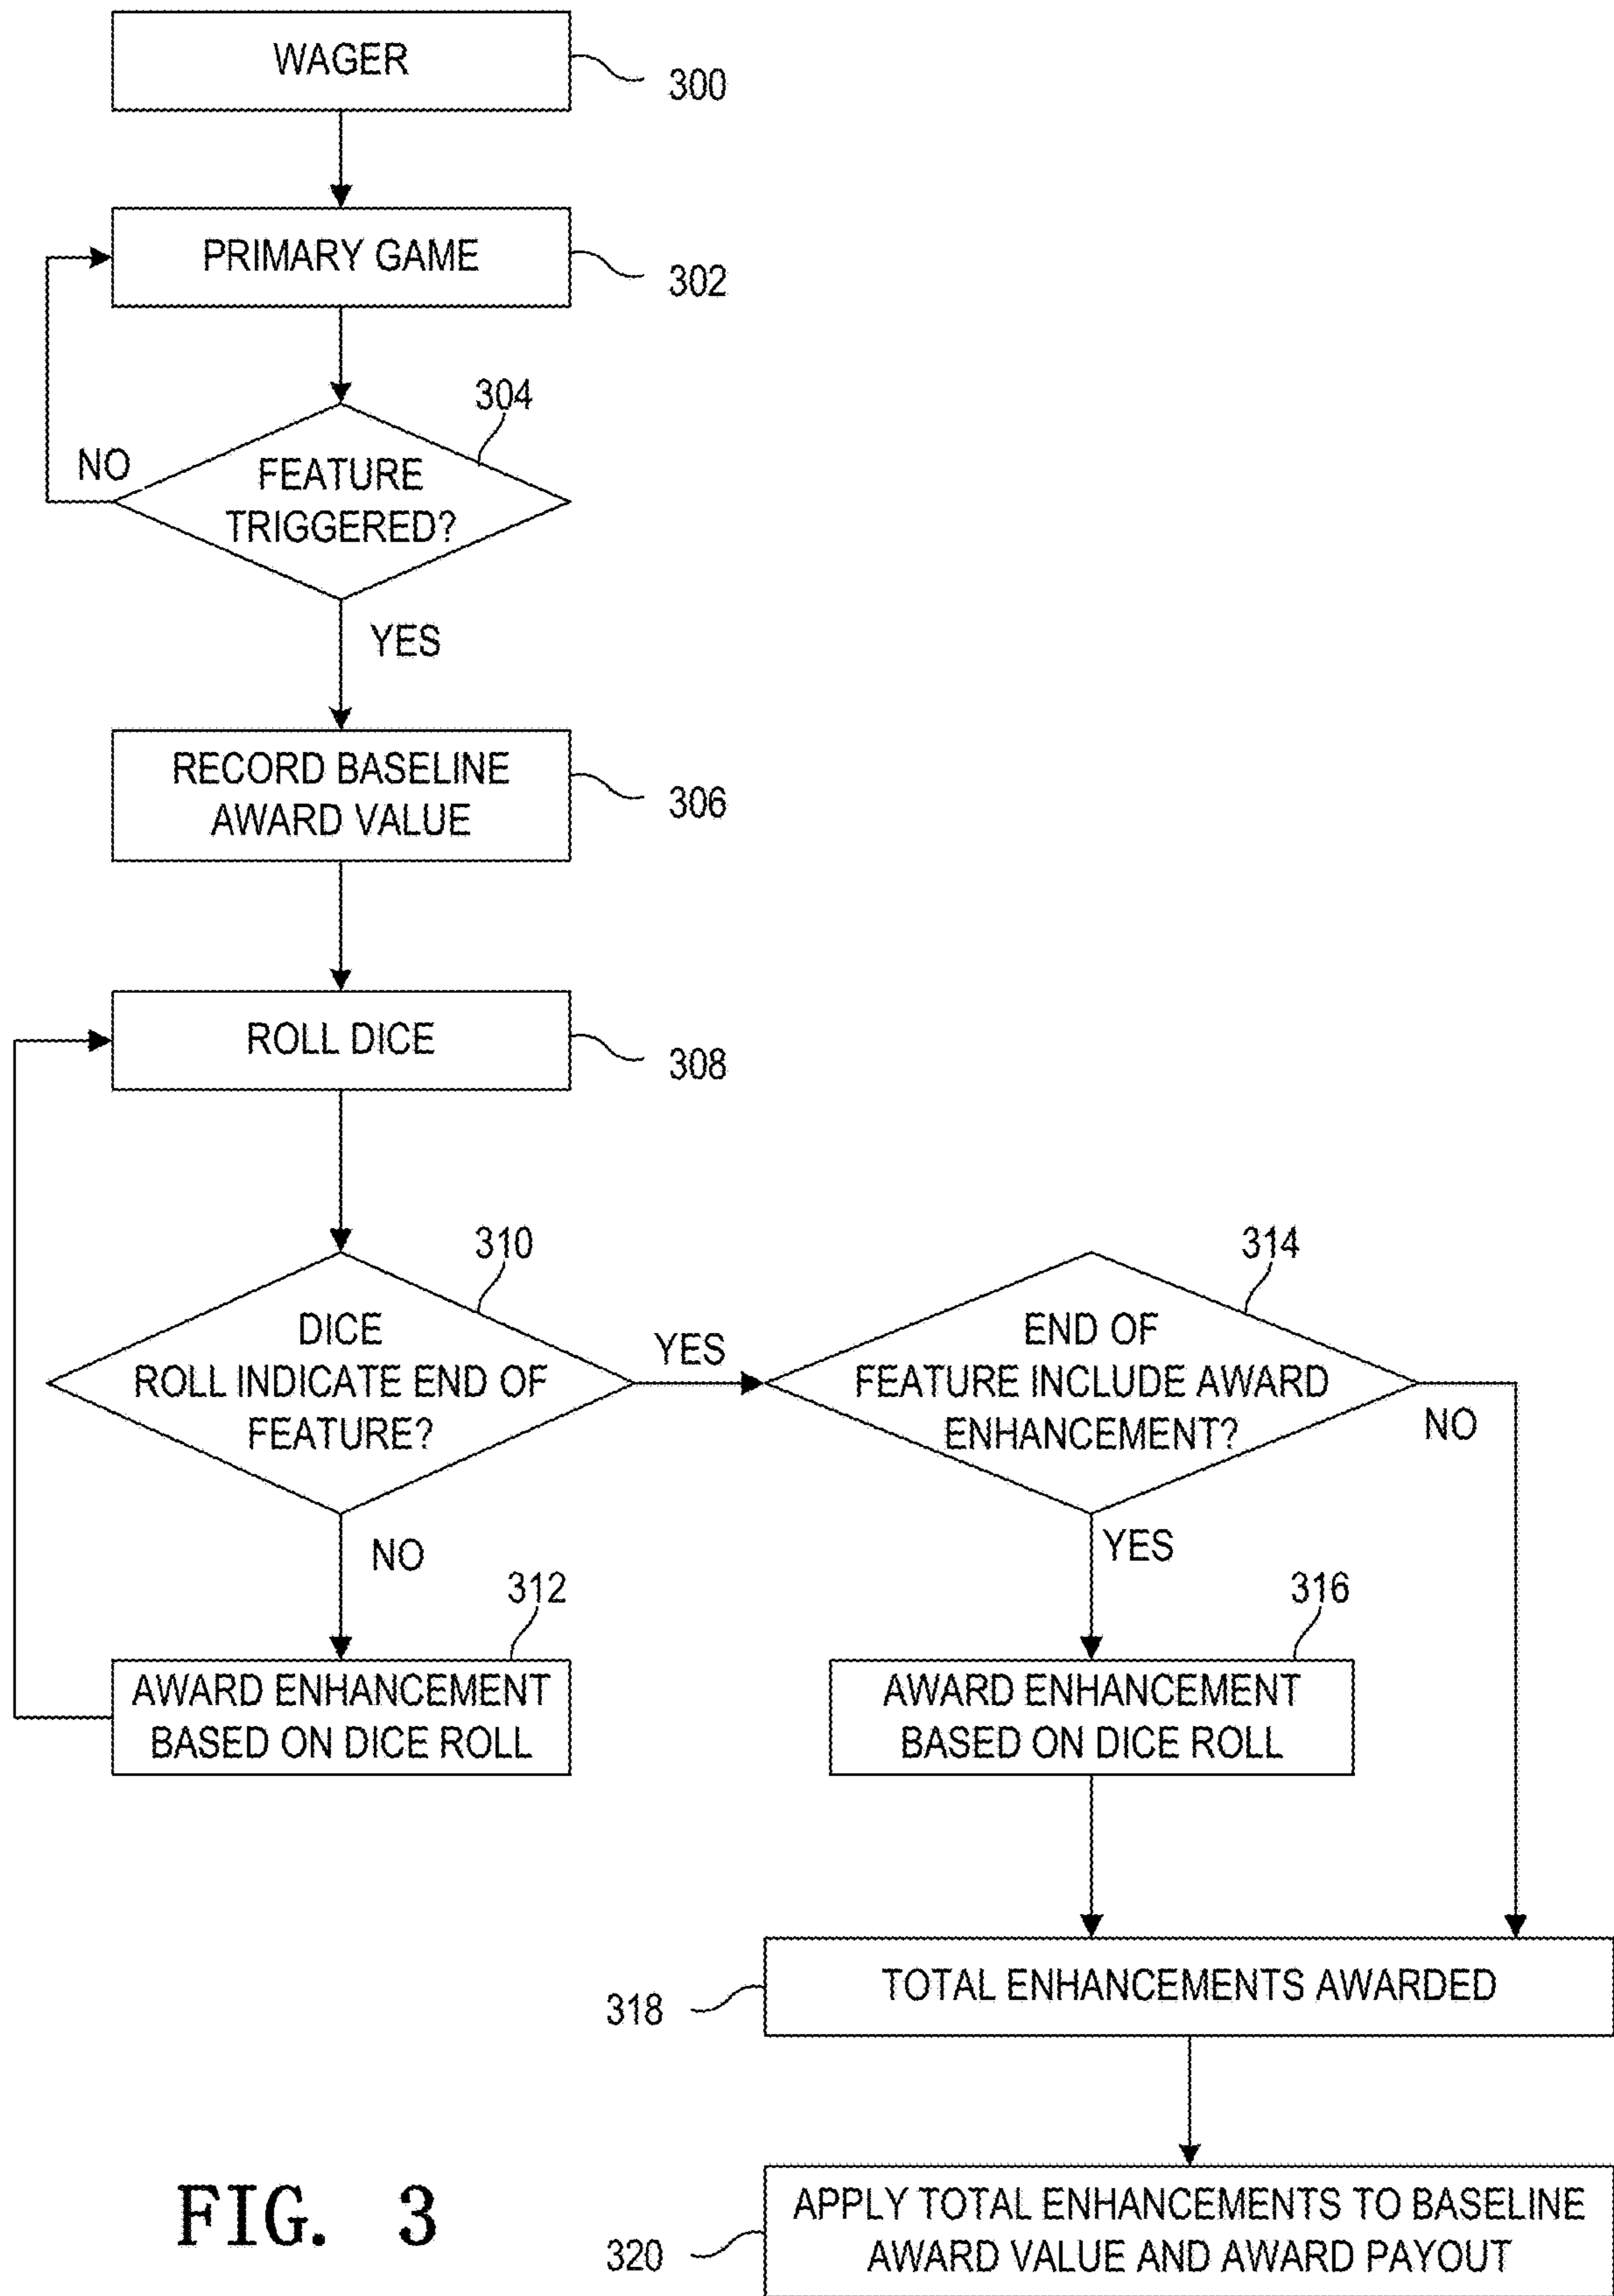 WAGER
300
PRIMARY GAME
302
304
NO
FEATURE
TRIGGERED?
YES
RECORD BASELINE
AWARD VALUE
306
ROLL DICE
308
310
DICE
ROLL INDICATE END OF
FEATURE?
YES
314
END OF
FEATURE INCLUDE AWARD
ENHANCEMENT?
NO
NO
YES
312
AWARD ENHANCEMENT
BASED ON DICE ROLL
316
AWARD ENHANCEMENT
BASED ON DICE ROLL
TOTAL ENHANCEMENTS AWARDED
318
APPLY TOTAL ENHANCEMENTS TO BASELINE
AWARD VALUE AND AWARD PAYOUT
320
FIG. 3